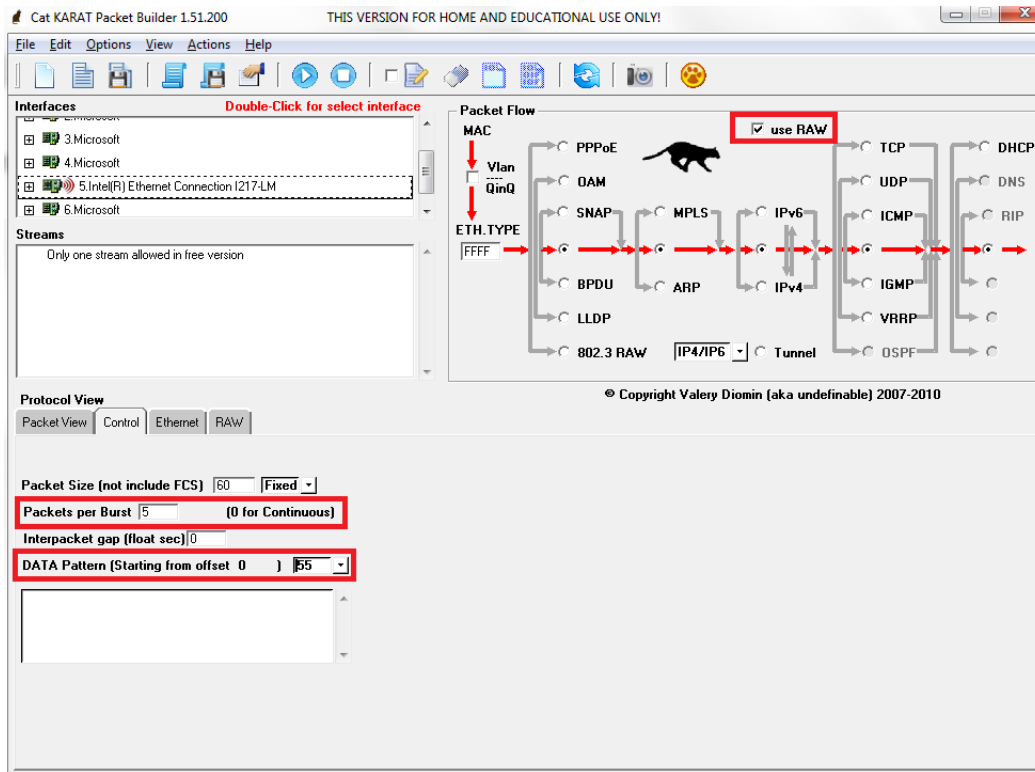 Cat KARAT Packet Builder 1.51.200 THIS VERSION FOR HOME AND EDUCATIONAL USE ONLY!
File Edit Options View Actions Help
Interfaces Double-Click for select interface
3.Microsoft
4.Microsoft
5.Intel(R) Ethernet Connection I217-LM
6.Microsoft
Streams
Only one stream allowed in free version
Packet Flow
MAC
use RAW
Vlan
QinQ
ETH.TYPE
FFFF
PPPoE
OAM
SNAP
BPDU
LLDP
802.3 RAW
MPLS
ARP
IPv6
IPv4
IP4/IP6
Tunnel
TCP
UDP
ICMP
IGMP
VRRP
OSPF
DHCP
DNS
RIP
© Copyright Valery Diomin (aka undefinable) 2007-2010
Protocol View
Packet View Control Ethernet RAW
Packet Size (not include FCS) 60 Fixed
Packets per Burst 5 (0 for Continuous)
Interpacket gap (float sec) 0
DATA Pattern (Starting from offset 0 ) 55